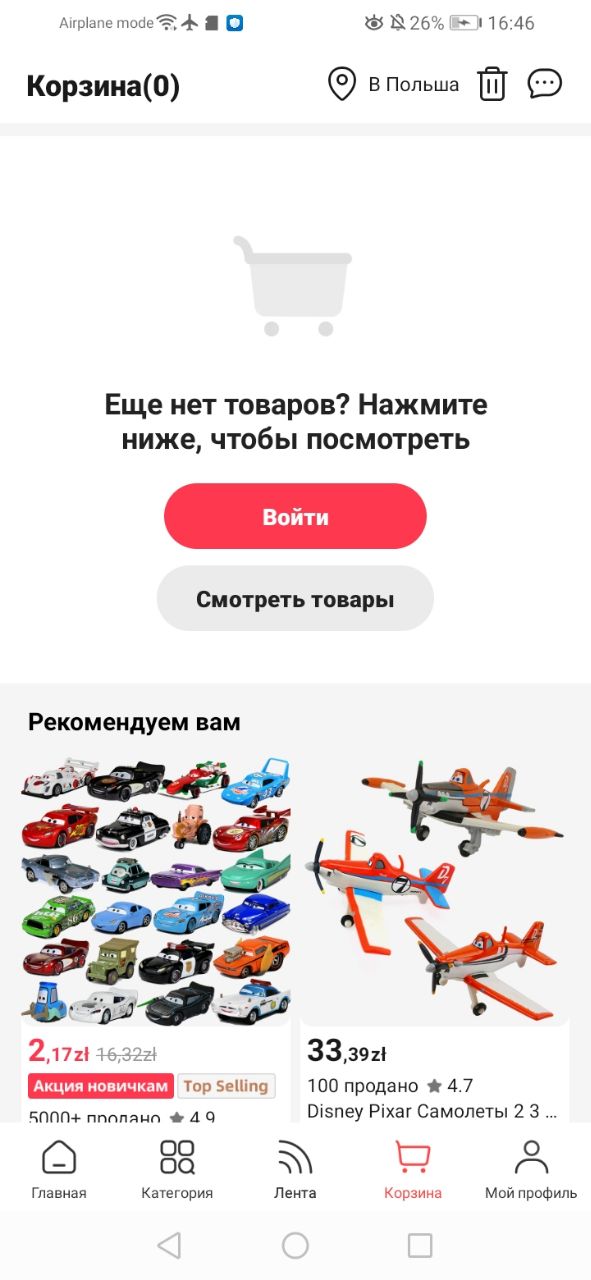 Airplane mode 26% 16:46
Корзина(0) В Польша
Еще нет товаров? Нажмите
ниже, чтобы посмотреть
Войти
Смотреть товары
Рекомендуем вам
2,17zł 16,32zł
Акция новичкам Top Selling
5000+ продано 4.9
33,39zł
100 продано 4.7
Disney Pixar Самолеты 2 3 ...
Главная Категория Лента Корзина Мой профиль